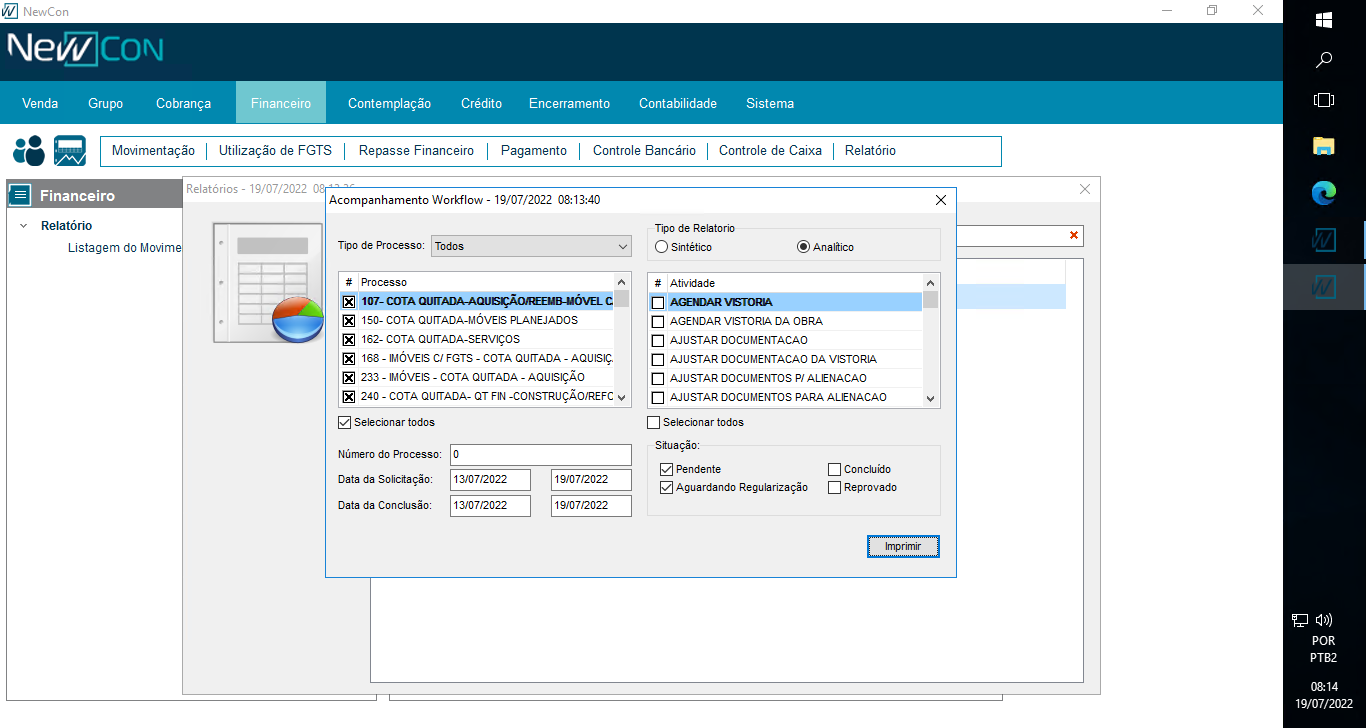 NewCon
NewCon
Venda Grupo Cobrança Financeiro Contemplação Crédito Encerramento Contabilidade Sistema
Movimentação Utilização de FGTS Repasse Financeiro Pagamento Controle Bancário Controle de Caixa Relatório
Financeiro
Relatório
Listagem do Movime
Relatórios - 19/07/2022
Acompanhamento Workflow - 19/07/2022 08:13:40
Tipo de Processo: Todos
Tipo de Relatorio
Sintético Analítico
# Processo
107- COTA QUITADA-AQUISIÇÃO/REEMB-MÓVEL C
150- COTA QUITADA-MÓVEIS PLANEJADOS
162- COTA QUITADA-SERVIÇOS
168 - IMÓVEIS C/ FGTS - COTA QUITADA - AQUISIÇ
233 - IMÓVEIS - COTA QUITADA - AQUISIÇÃO
240 - COTA QUITADA- QT FIN -CONSTRUÇÃO/REFO
Selecionar todos
# Atividade
AGENDAR VISTORIA
AGENDAR VISTORIA DA OBRA
AJUSTAR DOCUMENTACAO
AJUSTAR DOCUMENTACAO DA VISTORIA
AJUSTAR DOCUMENTOS P/ ALIENACAO
AJUSTAR DOCUMENTOS PARA ALIENACAO
Selecionar todos
Número do Processo: 0
Data da Solicitação: 13/07/2022 19/07/2022
Data da Conclusão: 13/07/2022 19/07/2022
Situação:
Pendente Concluído
Aguardando Regularização Reprovado
Imprimir
POR
PTB2
08:14
19/07/2022